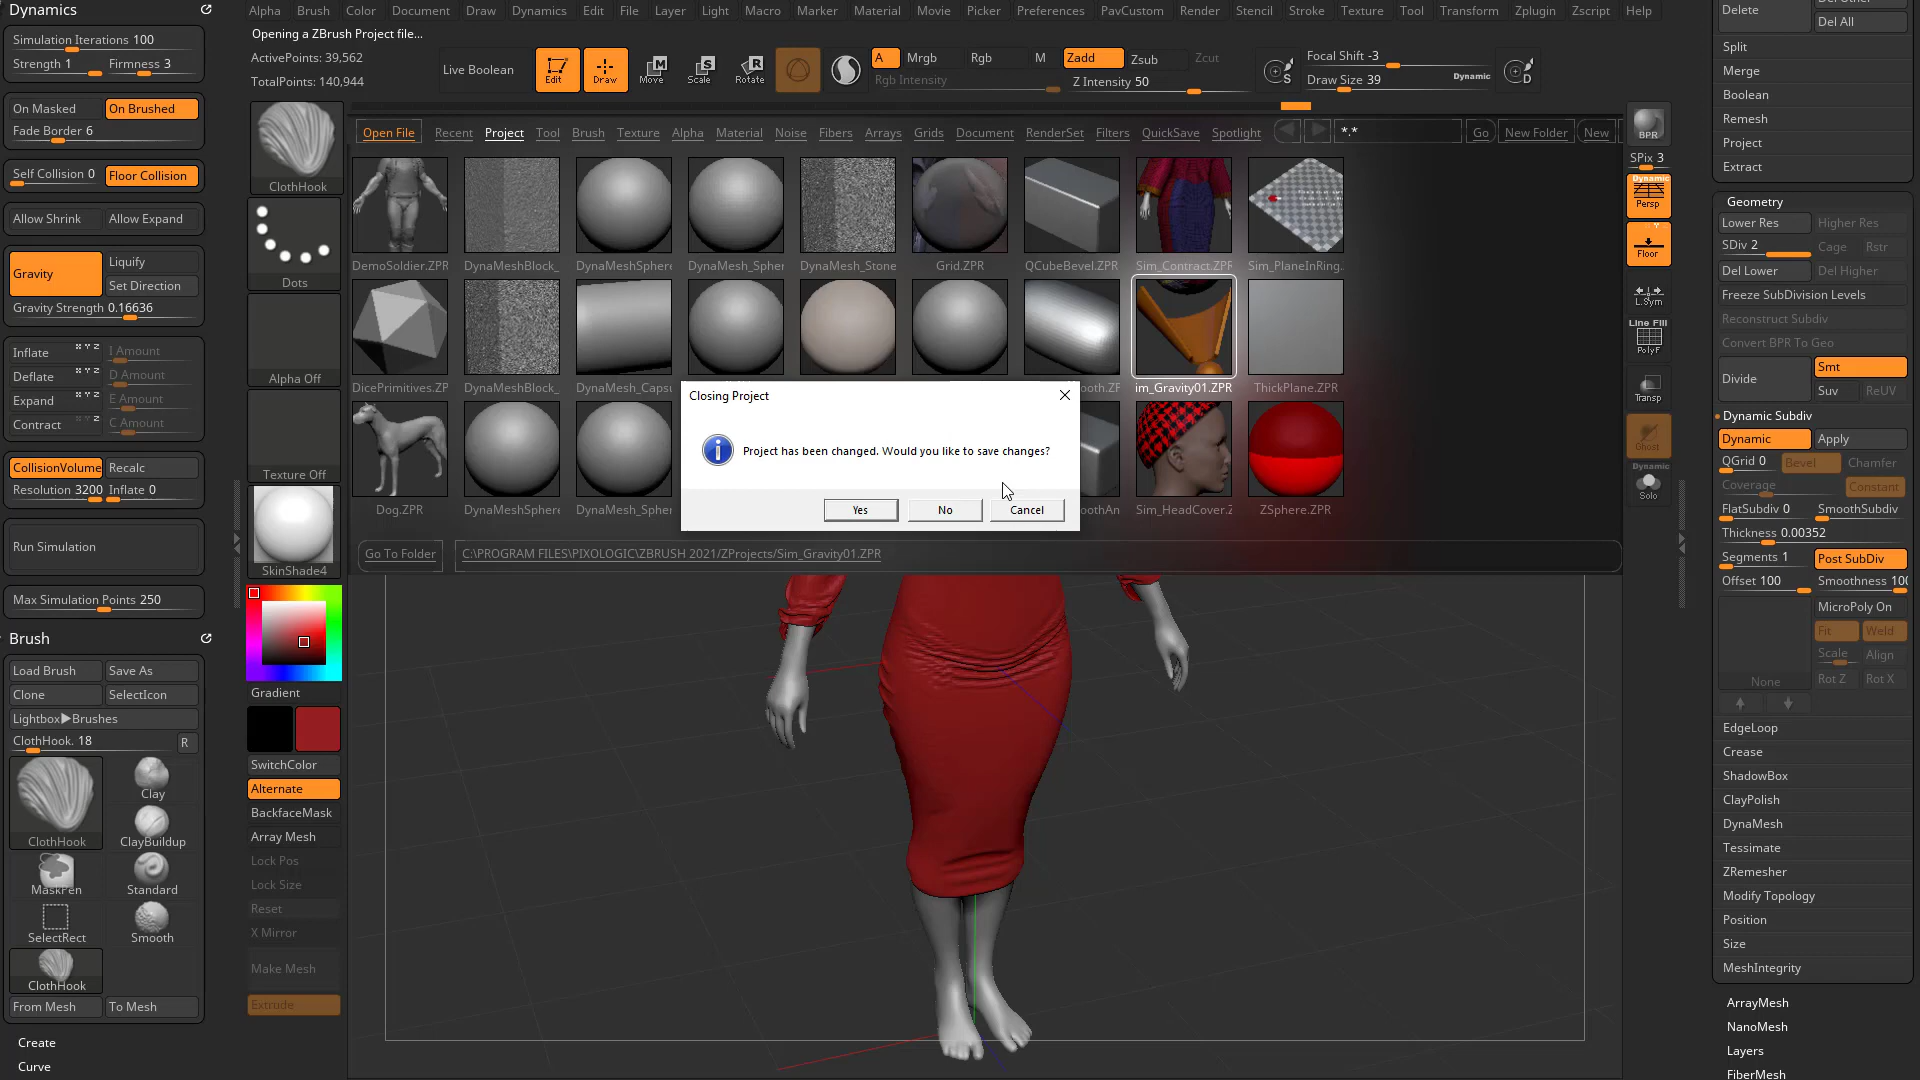 Dynamics
Simulation Iterations 100
Strength 1 Firmness 3
On Masked On Brushed
Fade Border 6
Self Collision 0 Floor Collision
Allow Shrink Allow Expand
Gravity Liquify
Set Direction
Gravity Strength 0.16636
Inflate x Y Z I Amount
Deflate x Y Z D Amount
Expand x Y Z E Amount
Contract x Y Z C Amount
CollisionVolume Recalc
Resolution 3200 Inflate 0
Run Simulation
Max Simulation Points 250
Brush
Load Brush Save As
Clone SelectIcon
Lightbox▶Brushes
ClothHook. 18 R
ClothHook
Clay
ClayBuildup
MaskPen Standard
SelectRect Smooth
ClothHook
From Mesh To Mesh
Create
Curve
Alpha Brush Color Document Draw Dynamics Edit File Layer Light Macro Marker Material Movie Picker Preferences PavCustom Render Stencil Stroke Texture Tool Transform Zplugin Zscript Help
Opening a ZBrush Project file...
ActivePoints: 39,562
TotalPoints: 140,944
Live Boolean
Edit Draw Move Scale Rotate
A Mrgb Rgb M Zadd Zsub Zcut
Rgb Intensity Z Intensity 50
Focal Shift -3
Draw Size 39 Dynamic
ClothHook
Dots
Alpha Off
Texture Off
SkinShade4
Gradient
SwitchColor
Alternate
BackfaceMask
Array Mesh
Lock Pos
Lock Size
Reset
X Mirror
Make Mesh
Extrude
Open File Recent Project Tool Brush Texture Alpha Material Noise Fibers Arrays Grids Document RenderSet Filters QuickSave Spotlight *.* Go New Folder New
DemoSoldier.ZPR DynaMeshBlock_ DynaMeshSphere DynaMesh_Spher DynaMesh_Stone Grid.ZPR QCubeBevel.ZPR Sim_Contract.ZPR Sim_PlaneInRing.
DicePrimitives.ZP DynaMeshBlock_ DynaMesh_Capsu ooth.ZF im_Gravity01.ZPR ThickPlane.ZPR
Dog.ZPR DynaMeshSphere DynaMesh_Spher oothAn Sim_HeadCover.Z ZSphere.ZPR
Closing Project
Project has been changed. Would you like to save changes?
Yes No Cancel
Go To Folder C:\PROGRAM FILES\PIXOLOGIC\ZBRUSH 2021/ZProjects/Sim_Gravity01.ZPR
BPR
SPix 3
Dynamic
Persp
Floor
L.Sym
Line Fill
PolyF
Transp
Ghost
Dynamic
Solo
Delete Del Other
Del All
Split
Merge
Boolean
Remesh
Project
Extract
Geometry
Lower Res Higher Res
SDiv 2 Cage Rstr
Del Lower Del Higher
Freeze SubDivision Levels
Reconstruct Subdiv
Convert BPR To Geo
Divide Smt
Suv ReUV
Dynamic Subdiv
Dynamic Apply
QGrid 0 Bevel Chamfer
Coverage Constant
FlatSubdiv 0 SmoothSubdiv
Thickness 0.00352
Segments 1 Post SubDiv
Offset 100 Smoothness 100
MicroPoly On
Fit Weld
Scale Align
None Rot Z Rot X
EdgeLoop
Crease
ShadowBox
ClayPolish
DynaMesh
Tessimate
ZRemesher
Modify Topology
Position
Size
MeshIntegrity
ArrayMesh
NanoMesh
Layers
FiberMesh